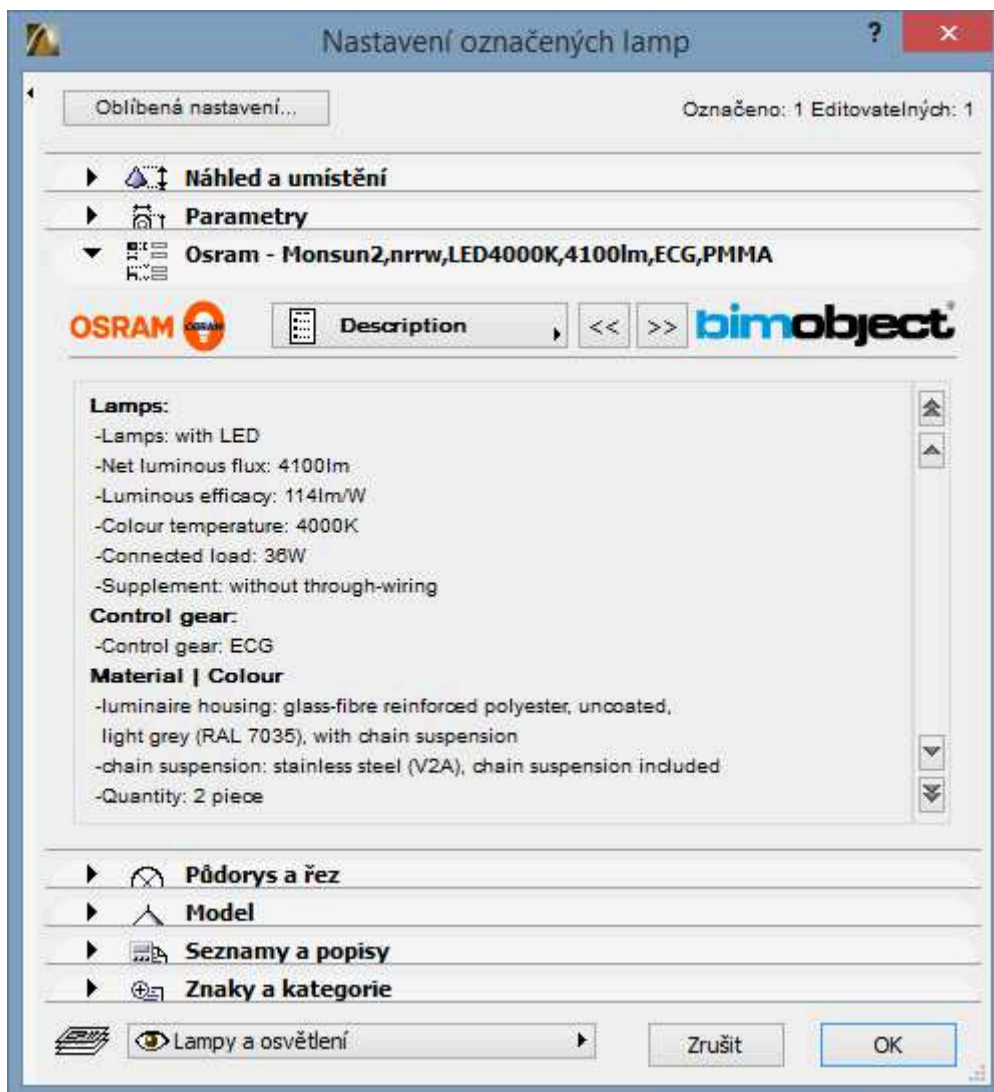 Nastavení označených lamp
?
Oblíbená nastavení...
Označeno: 1 Editovatelných: 1
Náhled a umístění
Parametry
Osram - Monsun2,nrrw,LED4000K,4100lm,ECG,PMMA
OSRAM OSRAM
Description
<< >>
bimobject®
Lamps:
-Lamps: with LED
-Net luminous flux: 4100lm
-Luminous efficacy: 114lm/W
-Colour temperature: 4000K
-Connected load: 36W
-Supplement: without through-wiring
Control gear:
-Control gear: ECG
Material | Colour
-luminaire housing: glass-fibre reinforced polyester, uncoated,
light grey (RAL 7035), with chain suspension
-chain suspension: stainless steel (V2A), chain suspension included
-Quantity: 2 piece
Půdorys a řez
Model
Seznamy a popisy
Znaky a kategorie
Lampy a osvětlení
Zrušit
OK